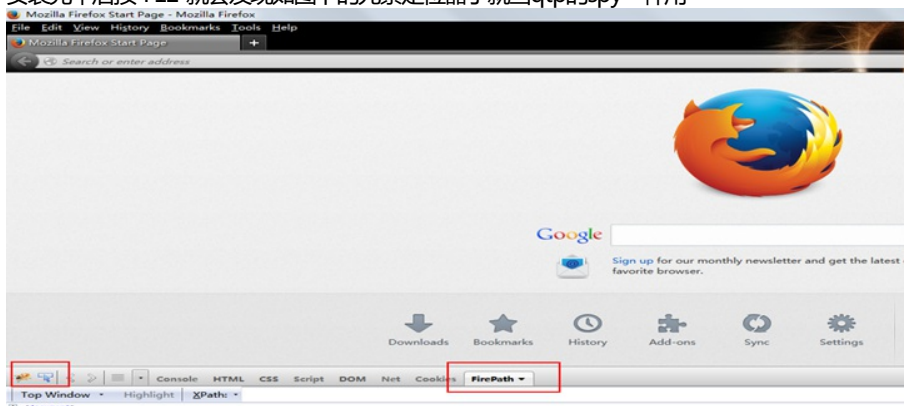 Mozilla Firefox Start Page - Mozilla Firefox
File Edit View History Bookmarks Tools Help
Mozilla Firefox Start Page +
Search or enter address
Google
Sign up for our monthly newsletter and get the latest
favorite browser.
Downloads Bookmarks History Add-ons Sync Settings
Console HTML CSS Script DOM Net Cookies FirePath
Top Window Highlight XPath: